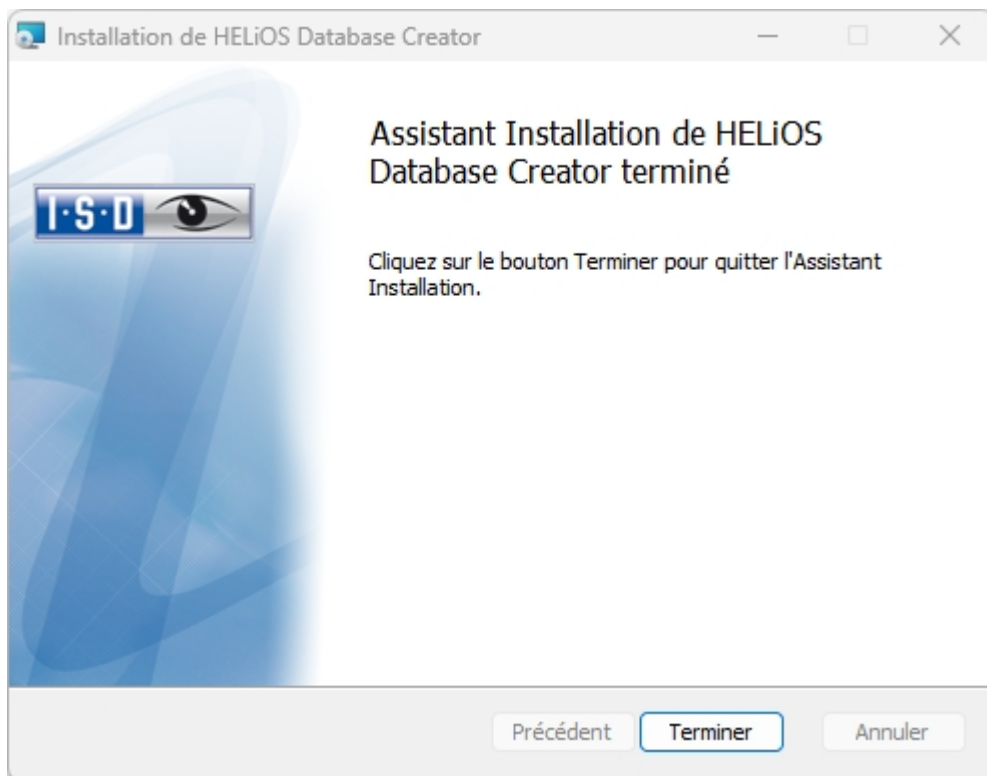 Installation de HELiOS Database Creator
I·S·D
Assistant Installation de HELiOS
Database Creator terminé
Cliquez sur le bouton Terminer pour quitter l'Assistant
Installation.
Précédent
Terminer
Annuler